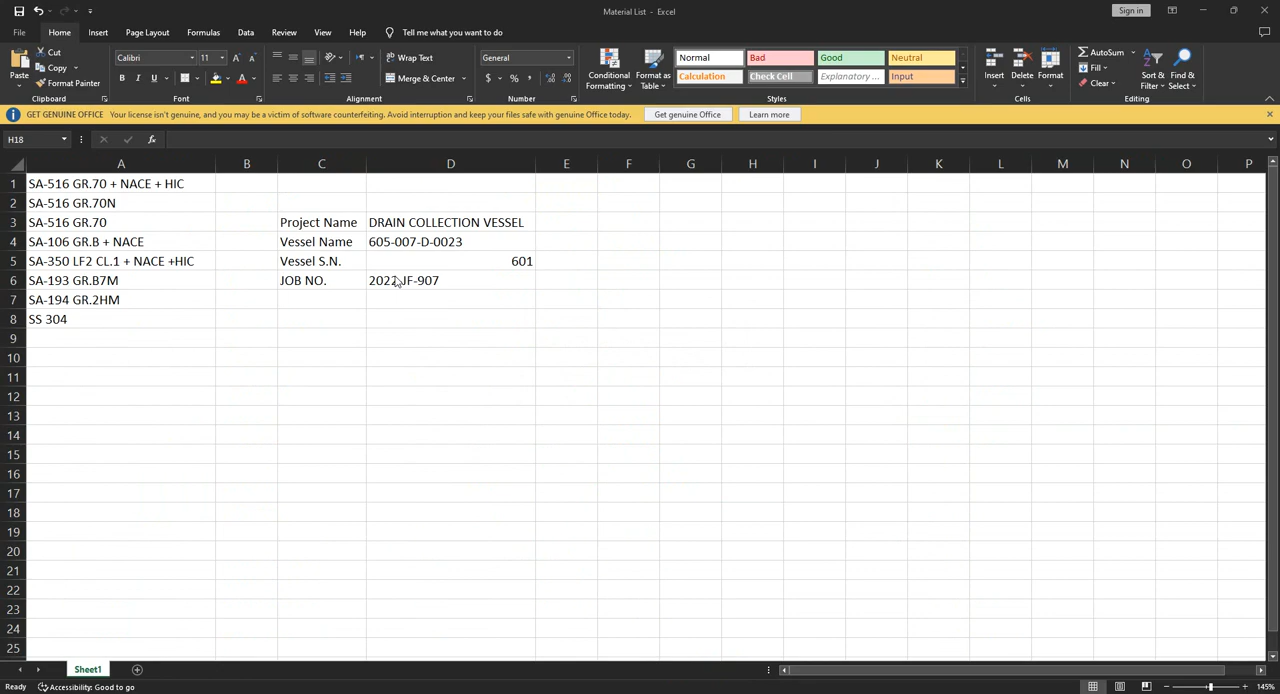 Material List - Excel
Sign in
File Home Insert Page Layout Formulas Data Review View Help Tell me what you want to do
Paste
Cut
Copy
Format Painter
Clipboard
Calibri 11
B I U
Font
Wrap Text
Merge & Center
Alignment
General
$ % ,
Number
Conditional Formatting
Format as Table
Normal Bad Good Neutral
Calculation Check Cell Explanatory ... Input
Styles
Insert Delete Format
Cells
AutoSum
Fill
Clear
Sort & Filter
Find & Select
Editing
GET GENUINE OFFICE Your license isn't genuine, and you may be a victim of software counterfeiting. Avoid interruption and keep your files safe with genuine Office today. Get genuine Office Learn more
H18 fx
A B C D E F G H I J K L M N O P
1 SA-516 GR.70 + NACE + HIC
2 SA-516 GR.70N
3 SA-516 GR.70 Project Name DRAIN COLLECTION VESSEL
4 SA-106 GR.B + NACE Vessel Name 605-007-D-0023
5 SA-350 LF2 CL.1 + NACE +HIC Vessel S.N. 601
6 SA-193 GR.B7M JOB NO. 2022-JF-907
7 SA-194 GR.2HM
8 SS 304
9
10
11
12
13
14
15
16
17
18
19
20
21
22
23
24
25
Sheet1
Ready Accessibility: Good to go 145%